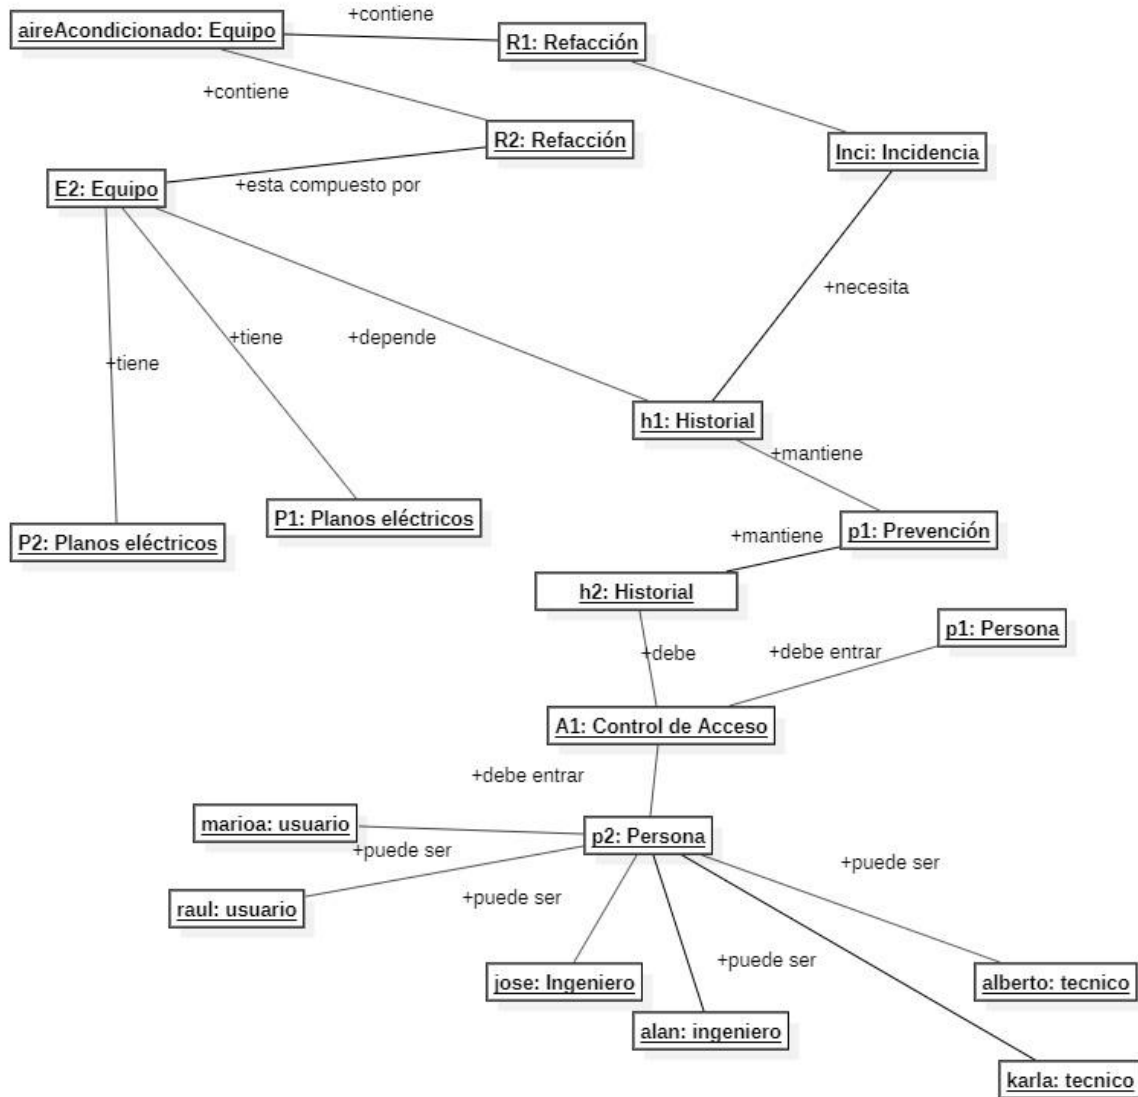 +contiene
aireAcondicionado: Equipo
R1: Refacción
+contiene
R2: Refacción
Inci: Incidencia
+esta compuesto por
E2: Equipo
+necesita
+tiene
+depende
+tiene
h1: Historial
+mantiene
P1: Planos eléctricos
P2: Planos eléctricos
p1: Prevención
+mantiene
h2: Historial
p1: Persona
+debe
+debe entrar
A1: Control de Acceso
+debe entrar
marioa: usuario
p2: Persona
+puede ser
+puede ser
+puede ser
raul: usuario
+puede ser
jose: Ingeniero
alberto: tecnico
alan: ingeniero
karla: tecnico